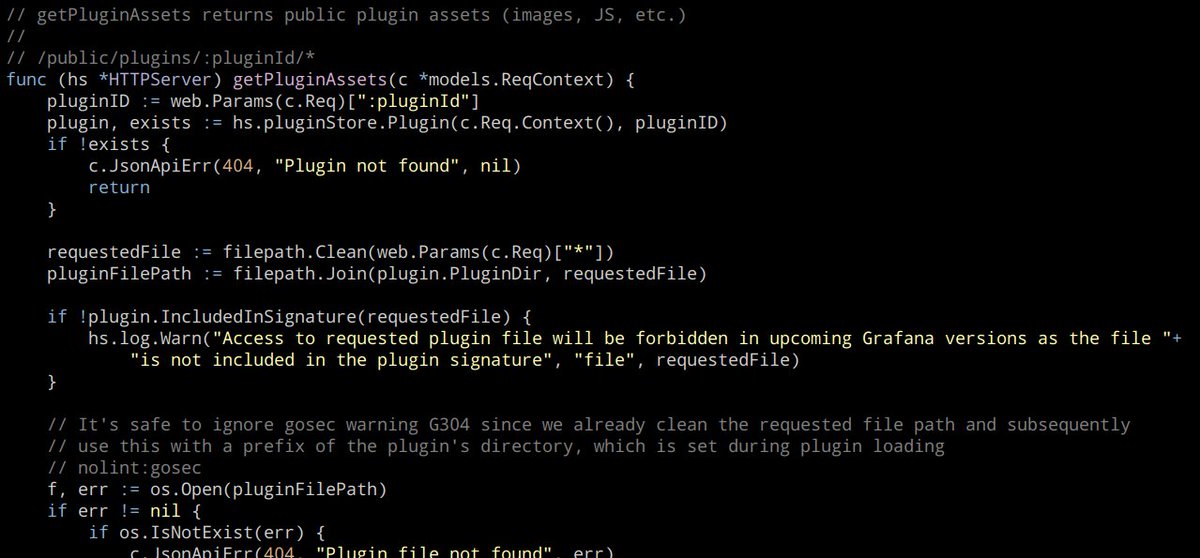 // getPluginAssets returns public plugin assets (images, JS, etc.)
//
// /public/plugins/:pluginId/*
func (hs *HTTPServer) getPluginAssets(c *models.ReqContext) {
    pluginID := web.Params(c.Req)[":pluginId"]
    plugin, exists := hs.pluginStore.Plugin(c.Req.Context(), pluginID)
    if !exists {
        c.JsonApiErr(404, "Plugin not found", nil)
        return
    }

    requestedFile := filepath.Clean(web.Params(c.Req)["*"])
    pluginFilePath := filepath.Join(plugin.PluginDir, requestedFile)

    if !plugin.IncludedInSignature(requestedFile) {
        hs.log.Warn("Access to requested plugin file will be forbidden in upcoming Grafana versions as the file "+
            "is not included in the plugin signature", "file", requestedFile)
    }

    // It's safe to ignore gosec warning G304 since we already clean the requested file path and subsequently
    // use this with a prefix of the plugin's directory, which is set during plugin loading
    // nolint:gosec
    f, err := os.Open(pluginFilePath)
    if err != nil {
        if os.IsNotExist(err) {
            c.JsonApiErr(404, "Plugin file not found", err)